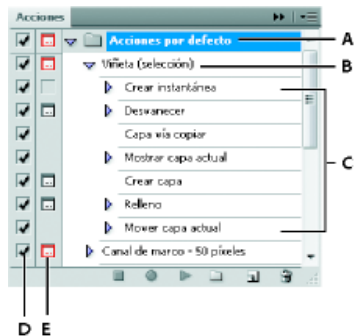 Acciones
Acciones por defecto
A
Viñeta (selección)
B
Crear instantánea
Desvanecer
Capa vía copiar
Mostrar capa actual
C
Crear capa
Relleno
Mover capa actual
Canal de marco - 50 píxeles
D E